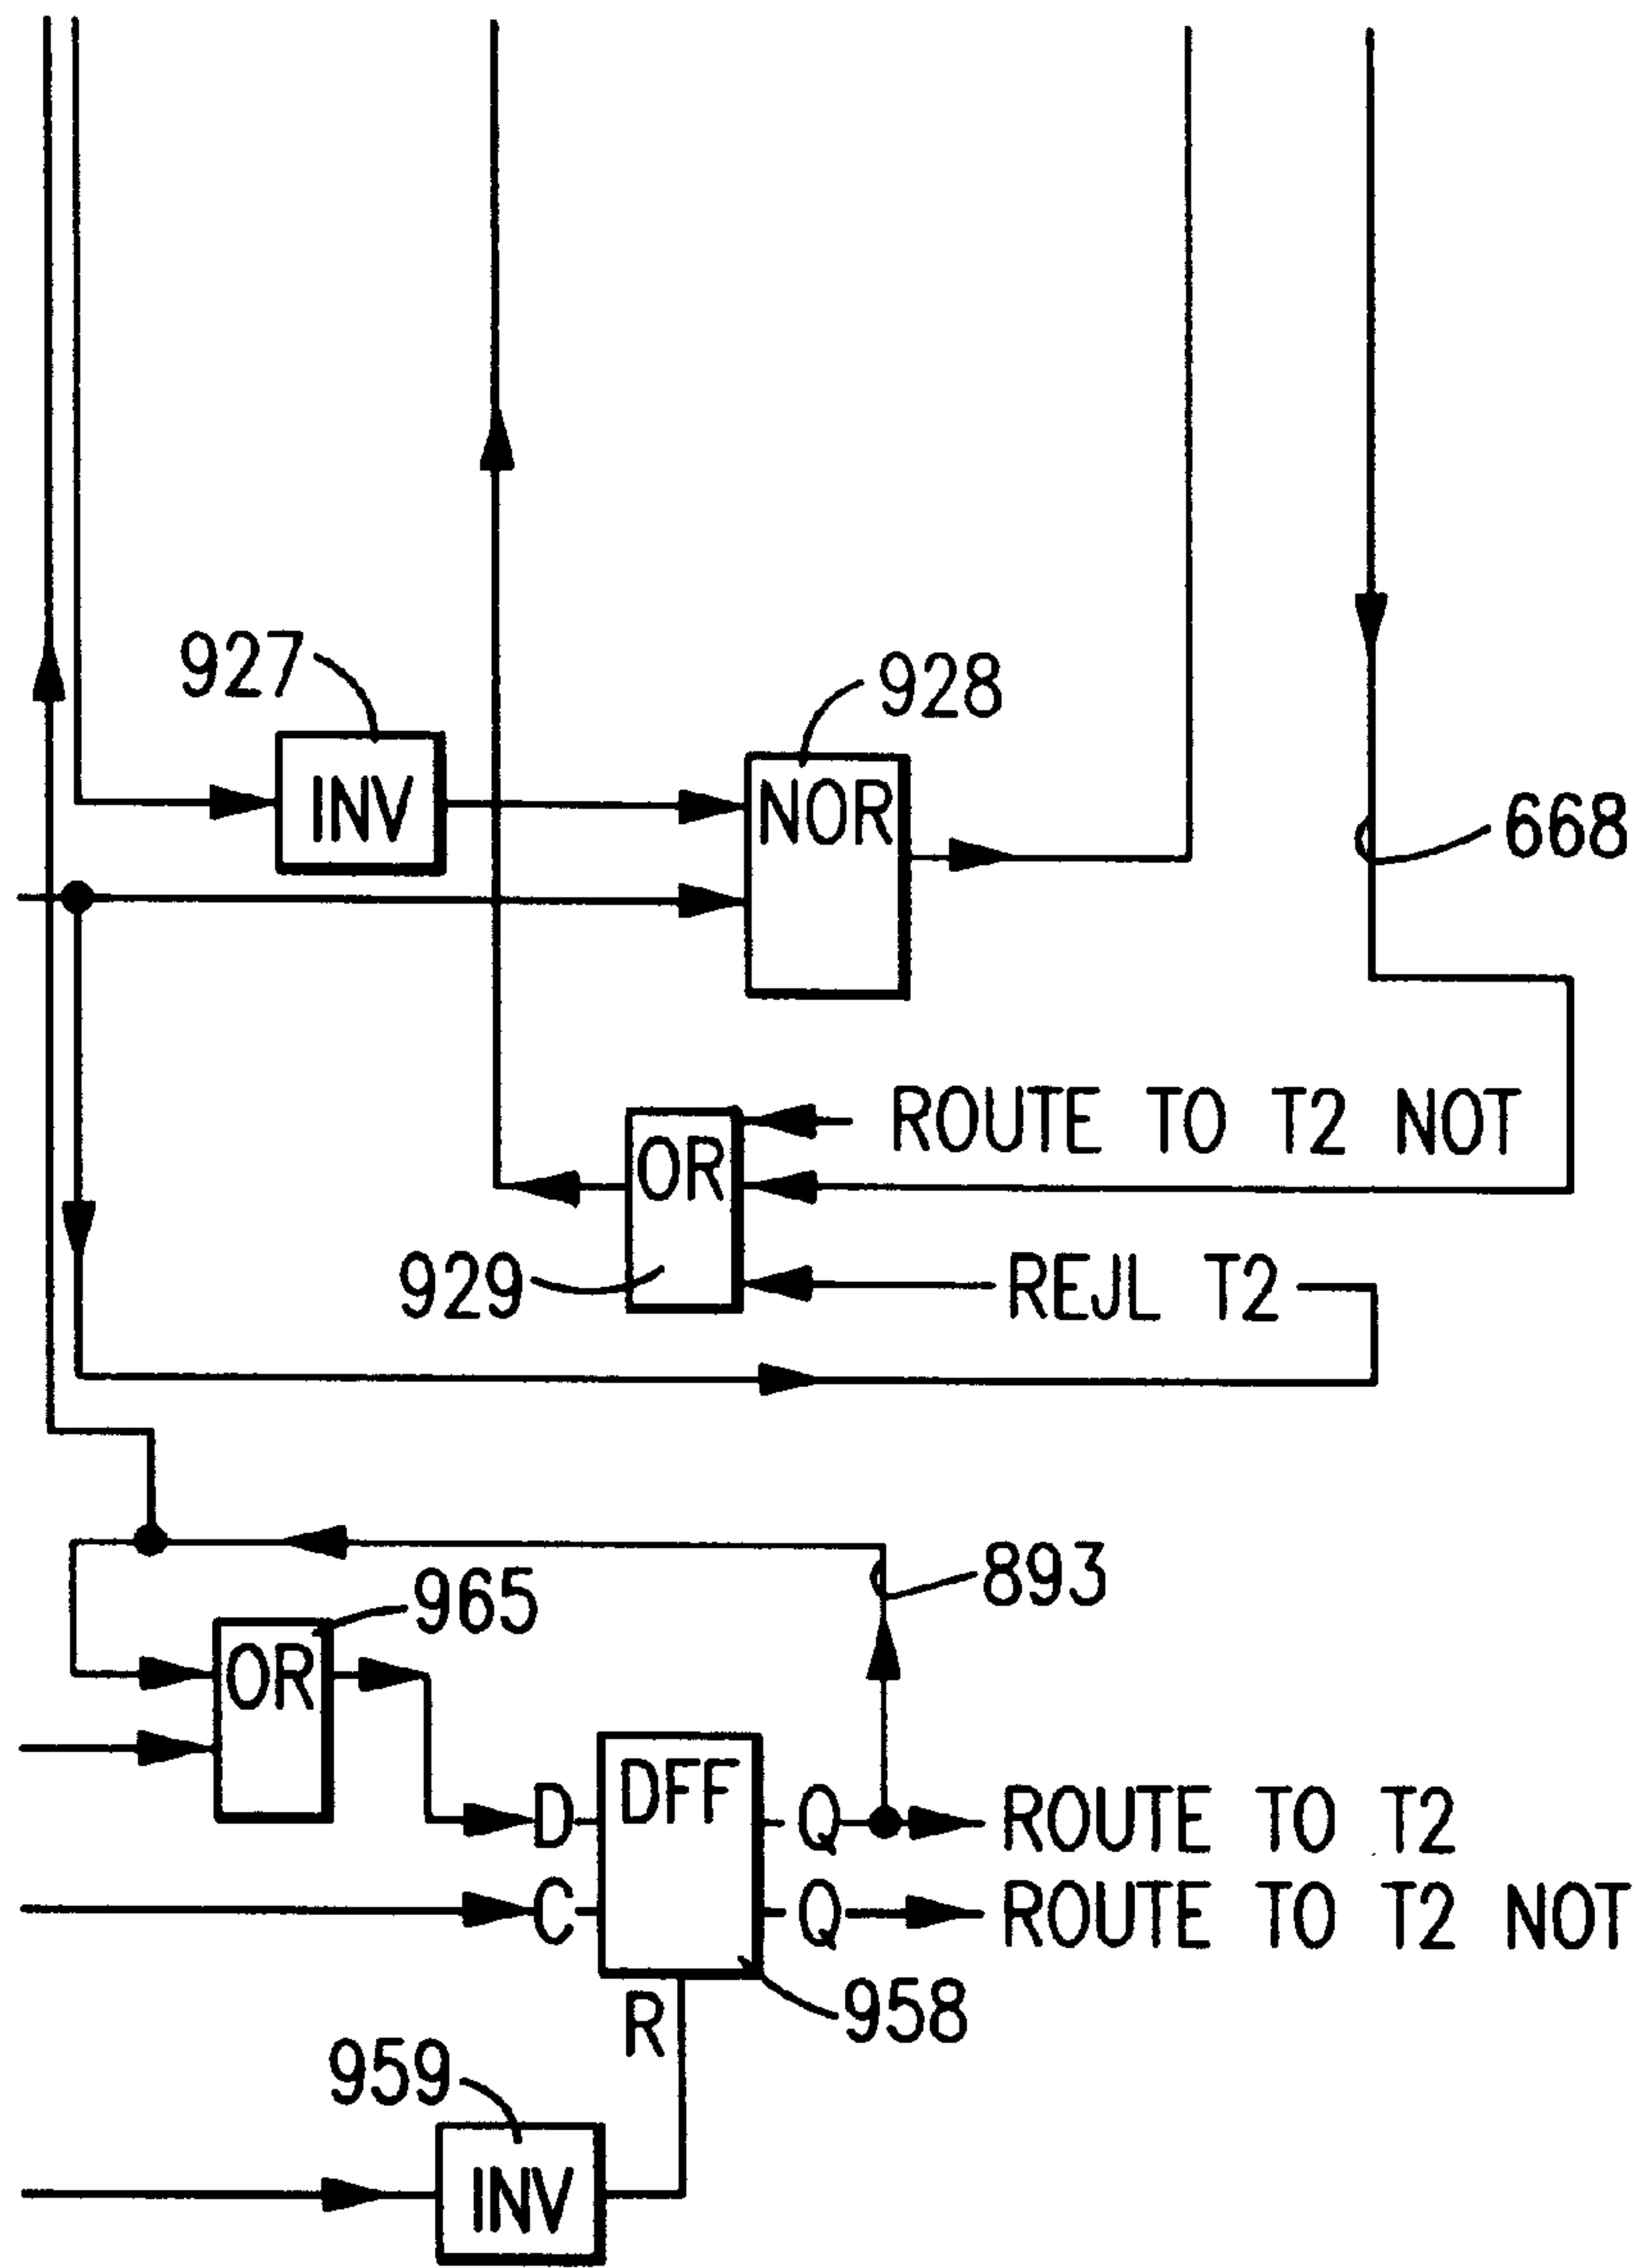 927
928
INV
NOR
668
ROUTE TO T2 NOT
OR
929
REJL T2
893
965
OR
DFF
D
Q
ROUTE TO T2
C
Q
ROUTE TO T2 NOT
R
958
959
INV